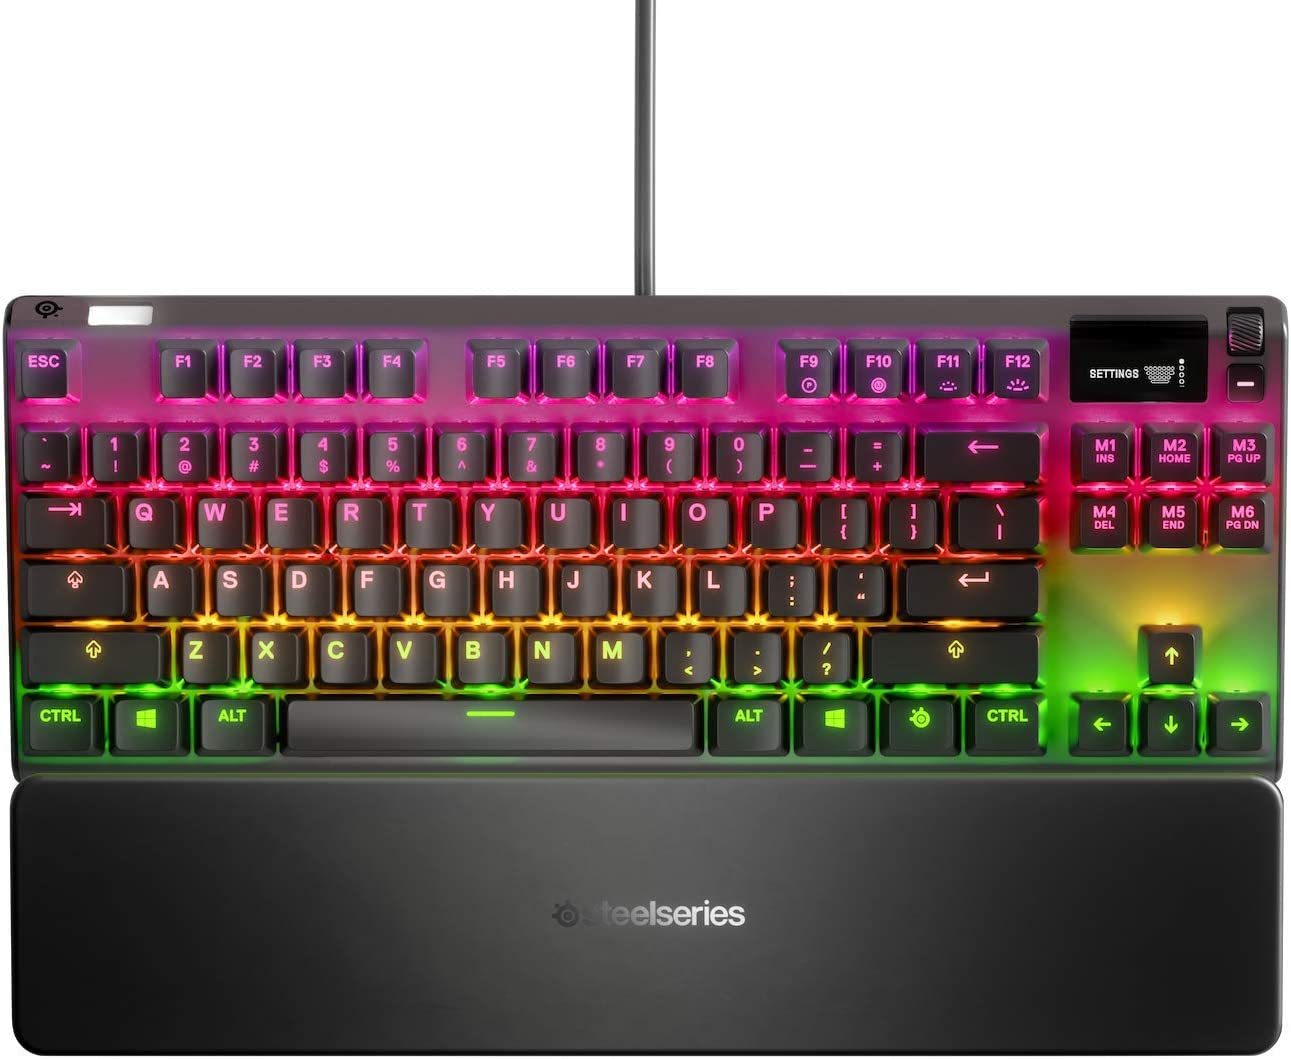 SETTINGS
ESC F1 F2 F3 F4 F5 F6 F7 F8 F9 F10 F11 F12
P
` 1 2 3 4 5 6 7 8 9 0 - = M1 M2 M3
~ ! @ # $ % ^ & * ( ) — + INS HOME PG UP
Q W E R T Y U I O P [ ] \ M4 M5 M6
{ } | DEL END PG DN
A S D F G H J K L ; ‘
: “
Z X C V B N M , . /
< > ?
CTRL ALT ALT CTRL
steelseries